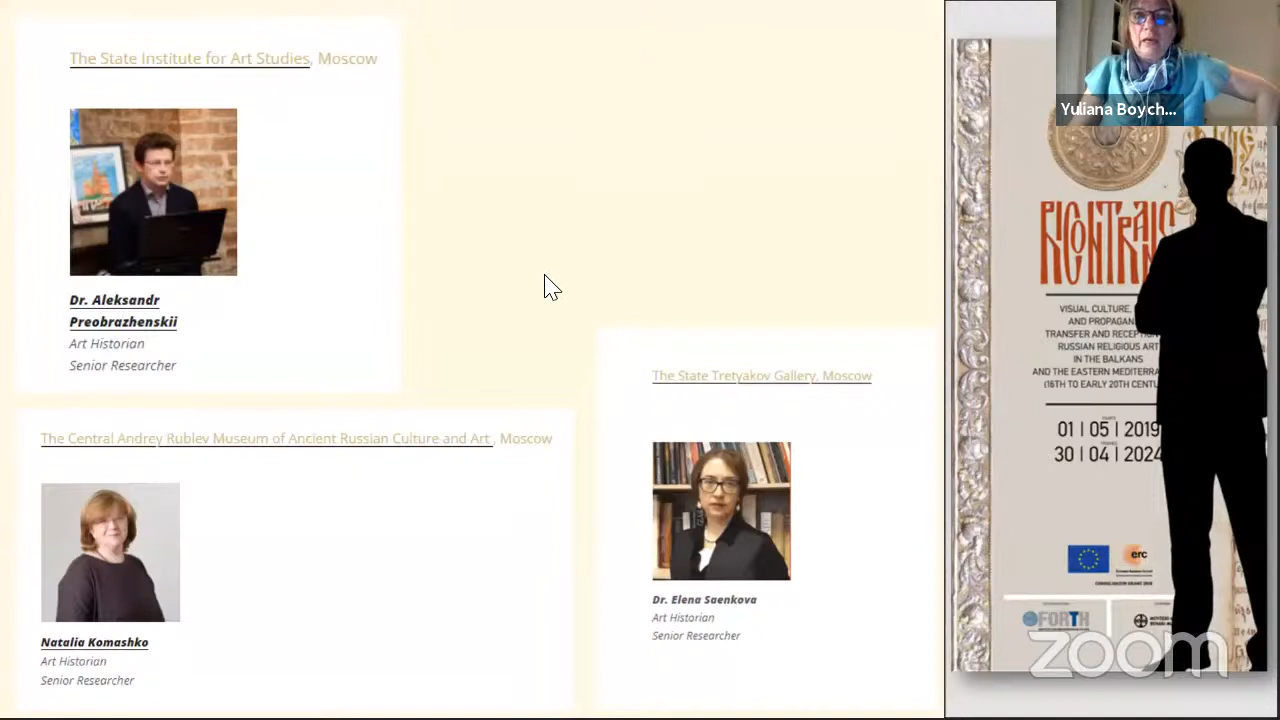 The State Institute for Art Studies, Moscow
Dr. Aleksandr
Preobrazhenskii
Art Historian
Senior Researcher
The Central Andrey Rublev Museum of Ancient Russian Culture and Art , Moscow
Natalia Komashko
Art Historian
Senior Researcher
The State Tretyakov Gallery, Moscow
Dr. Elena Saenkova
Art Historian
Senior Researcher
Yuliana Boych...
RICONTRANS
VISUAL CULTURE,
AND PROPAGAN
TRANSFER AND RECEPTION
RUSSIAN RELIGIOUS ART
IN THE BALKANS
AND THE EASTERN MEDITERRA
(16TH TO EARLY 20TH CENTU
01 | 05 | 2019
30 | 04 | 2024
erc
FORTH
zoom